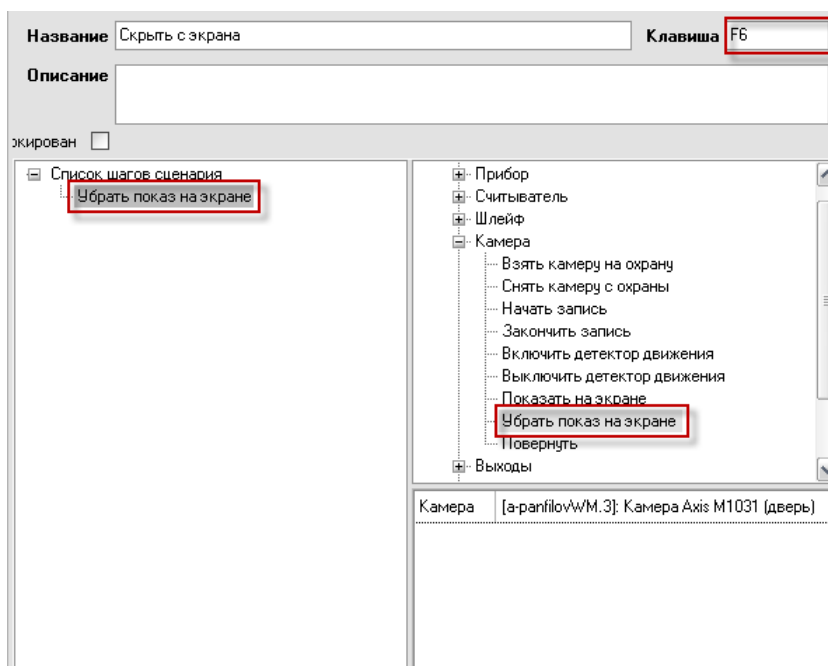 Название Скрыть с экрана Клавиша F6
Описание
окирован
Список шагов сценария
Убрать показ на экране
Прибор
Считыватель
Шлейф
Камера
Взять камеру на охрану
Снять камеру с охраны
Начать запись
Закончить запись
Включить детектор движения
Выключить детектор движения
Показать на экране
Убрать показ на экране
Повернуть
Выходы
Камера [a-panfilovWM.3]: Камера Axis M1031 (дверь)